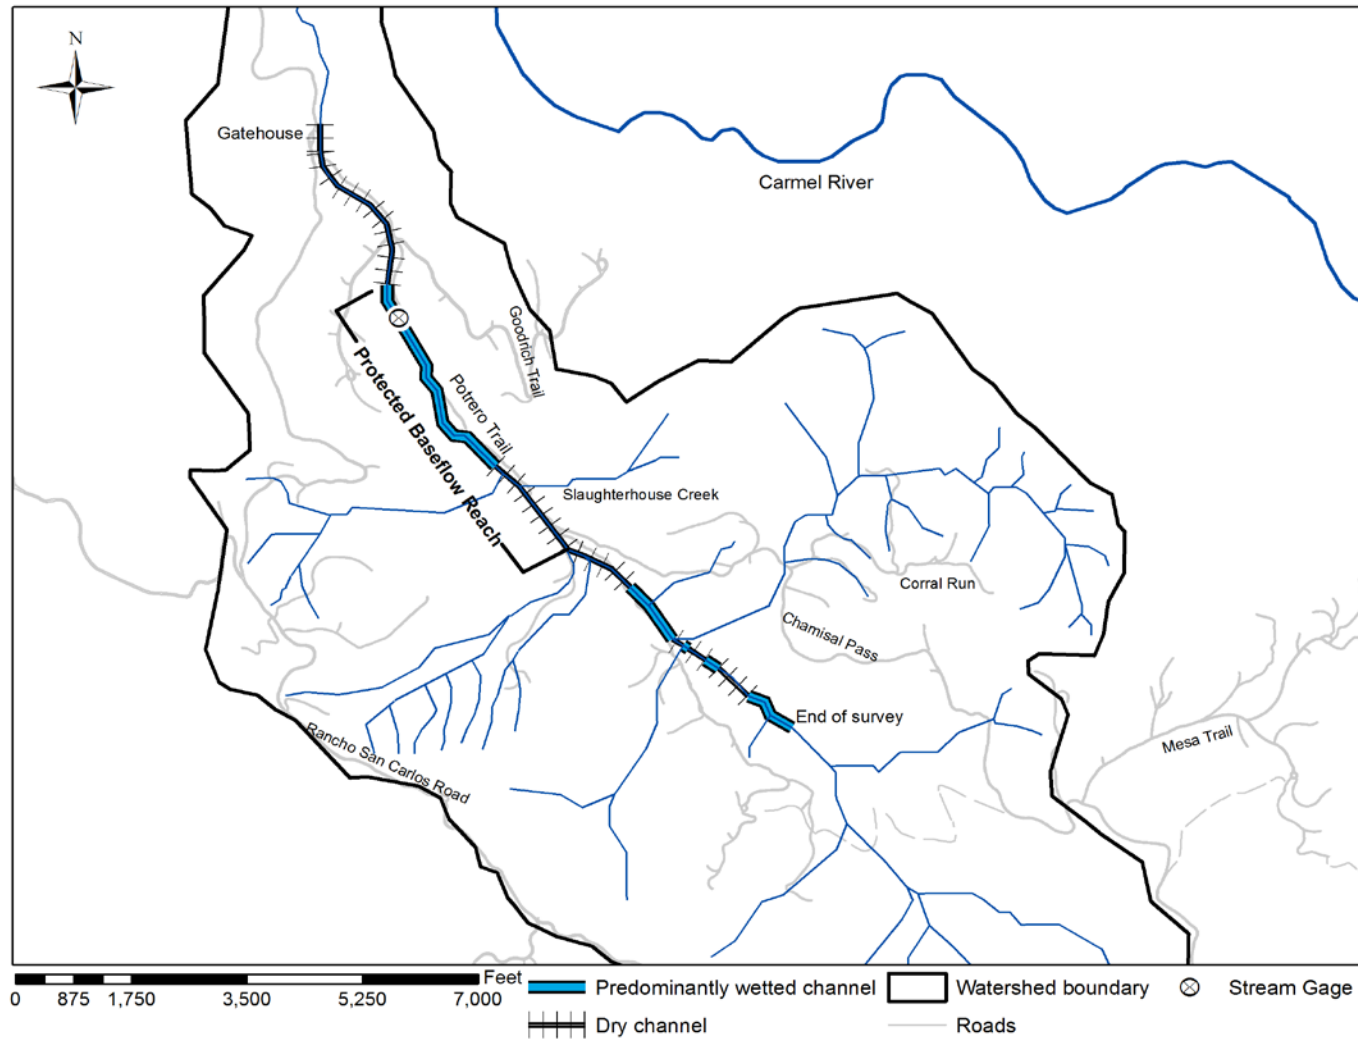 N
Gatehouse
Carmel River
Goodrich Trail
Potrero Trail
Protected Baseflow Reach
Slaughterhouse Creek
Corral Run
Chamisal Pass
End of survey
Rancho San Carlos Road
Mesa Trail
Feet
0 875 1,750 3,500 5,250 7,000
Predominantly wetted channel
Watershed boundary
Stream Gage
Dry channel
Roads